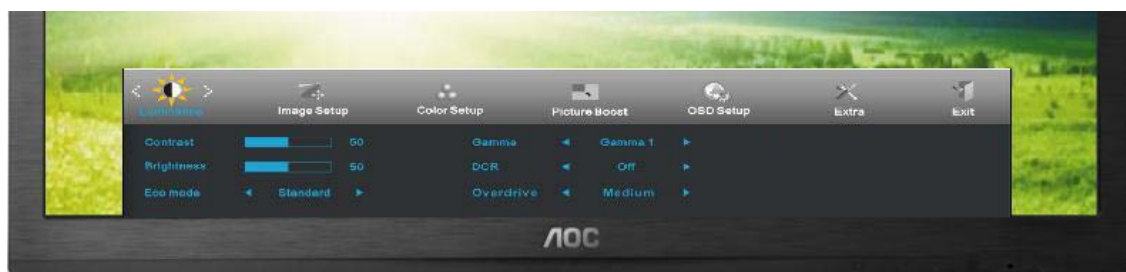 Luminance Image Setup Color Setup Picture Boost OSD Setup Extra Exit
Contrast 50 Gamma Gamma 1
Brightness 50 DCR Off
Eco mode Standard Overdrive Medium
AOC